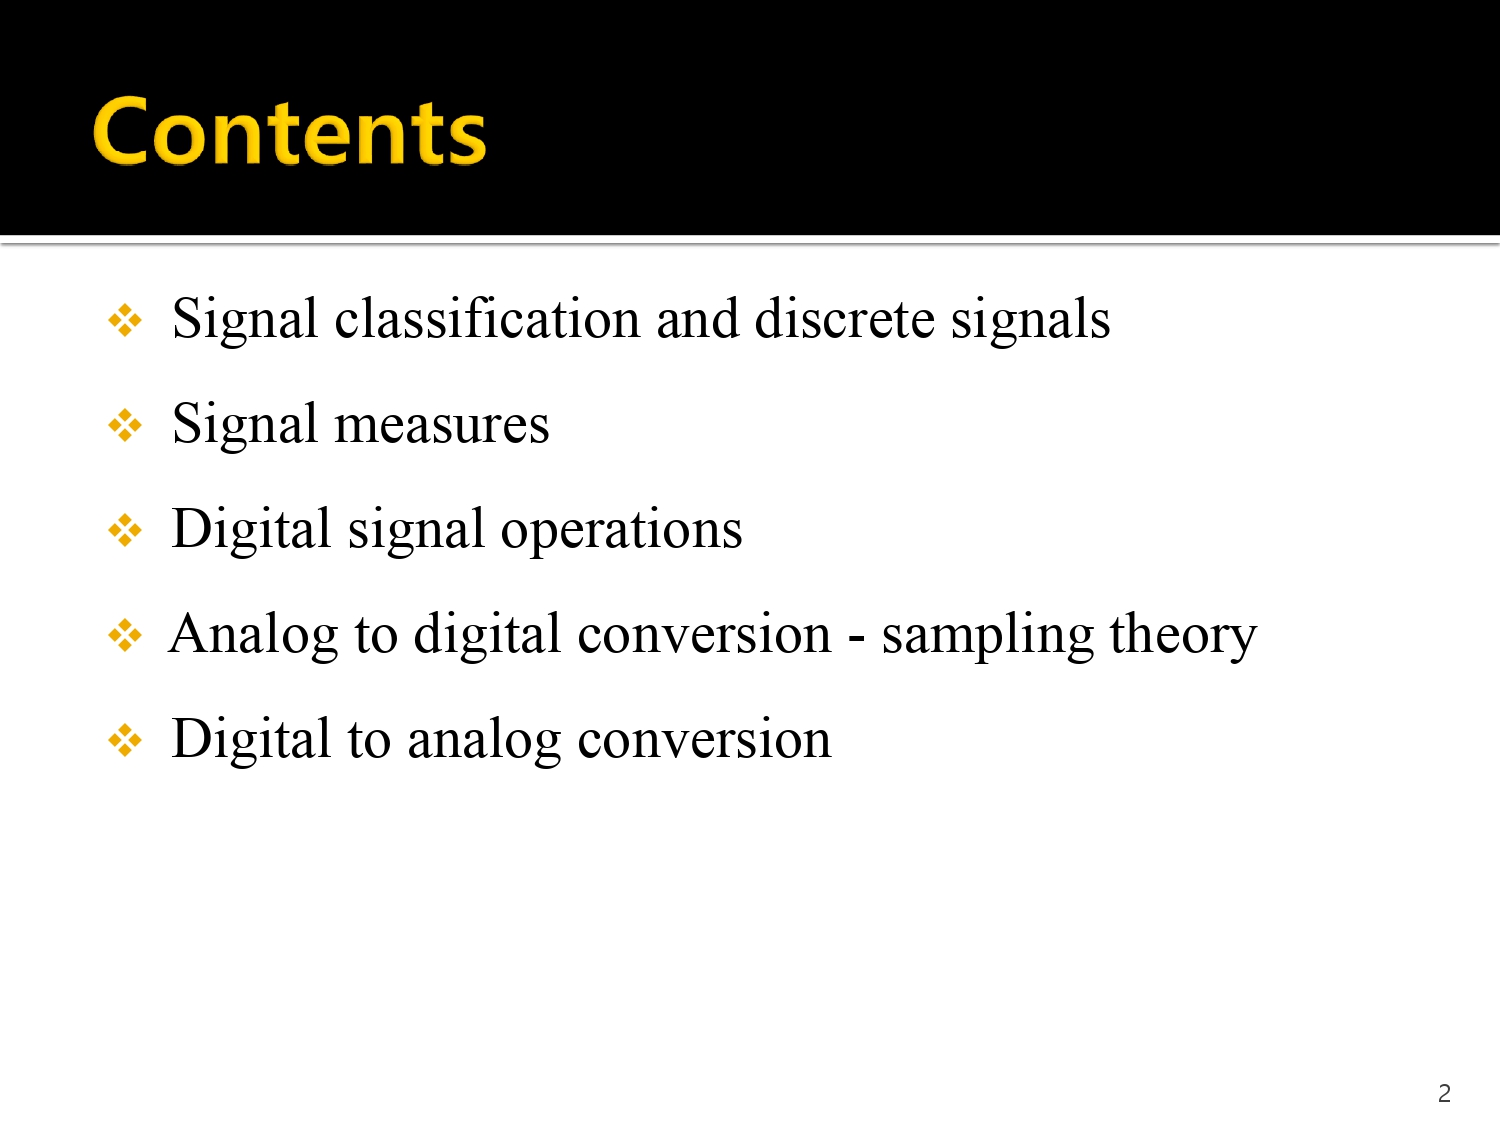 Contents
❖ Signal classification and discrete signals
❖ Signal measures
❖ Digital signal operations
❖ Analog to digital conversion - sampling theory
❖ Digital to analog conversion
2